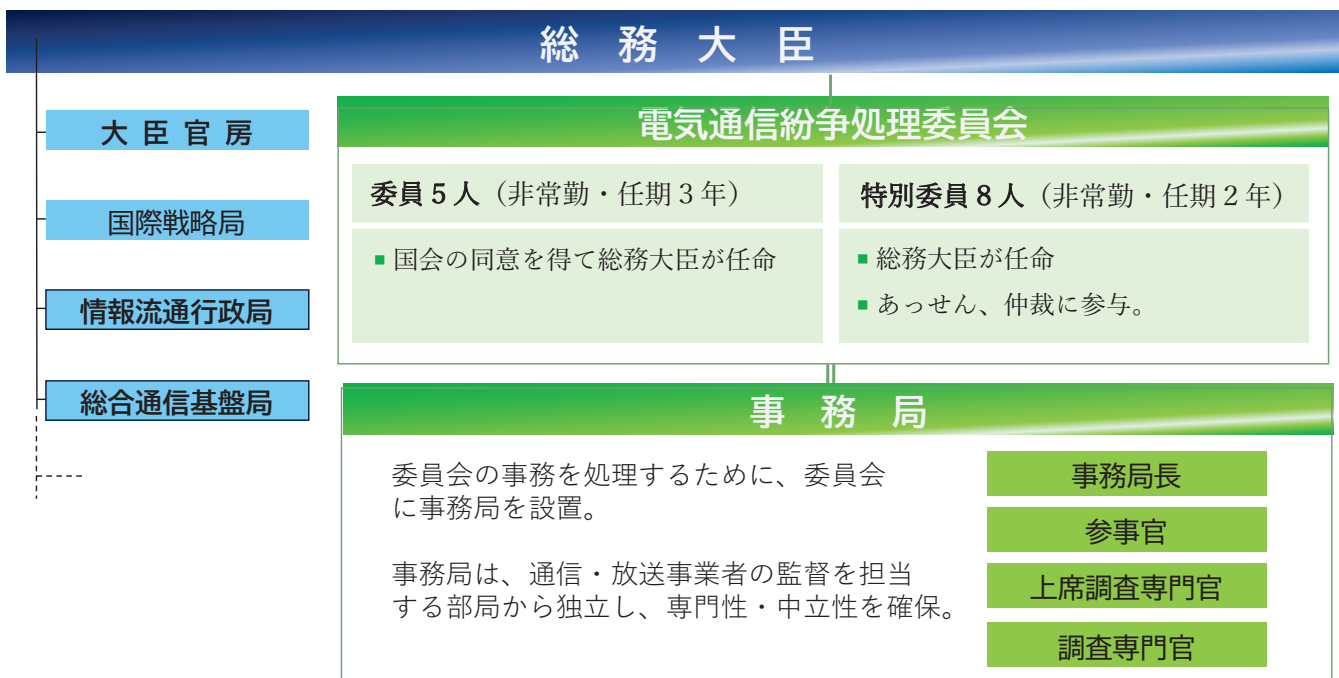 総務大臣
大臣官房
国際戦略局
情報流通行政局
総合通信基盤局
電気通信紛争処理委員会
委員5人（非常勤・任期3年）
■国会の同意を得て総務大臣が任命
特別委員8人（非常勤・任期2年）
■総務大臣が任命
■あっせん、仲裁に参与。
事務局
委員会の事務を処理するために、委員会
に事務局を設置。
事務局は、通信・放送事業者の監督を担当
する部局から独立し、専門性・中立性を確保。
事務局長
参事官
上席調査専門官
調査専門官